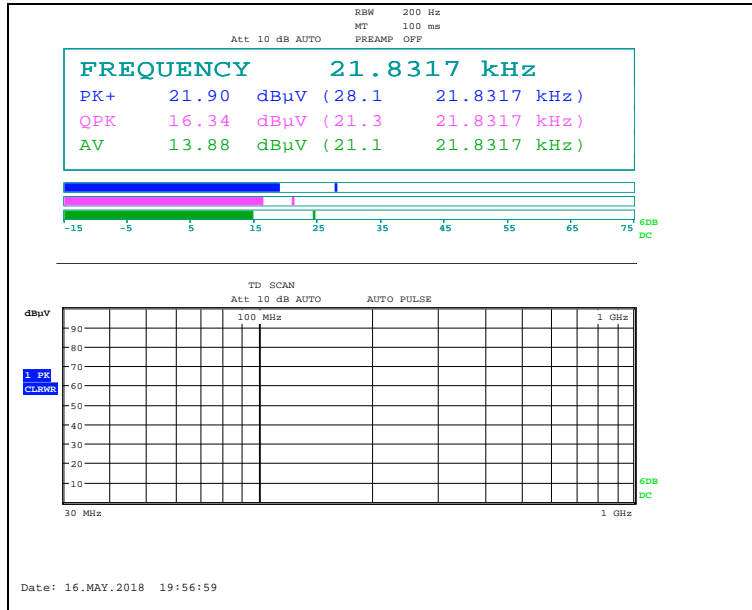 RBW 200 Hz
MT 100 ms
Att 10 dB AUTO PREAMP OFF
FREQUENCY 21.8317 kHz
PK+ 21.90 dBµV (28.1 21.8317 kHz)
QPK 16.34 dBµV (21.3 21.8317 kHz)
AV 13.88 dBµV (21.1 21.8317 kHz)
-15 -5 5 15 25 35 45 55 65 75
6DB
DC
TD SCAN
Att 10 dB AUTO AUTO PULSE
dBµV
100 MHz 1 GHz
90
80
70
1 PK
60
CLRWR
50
40
30
20
10
6DB
DC
30 MHz 1 GHz
Date: 16.MAY.2018 19:56:59